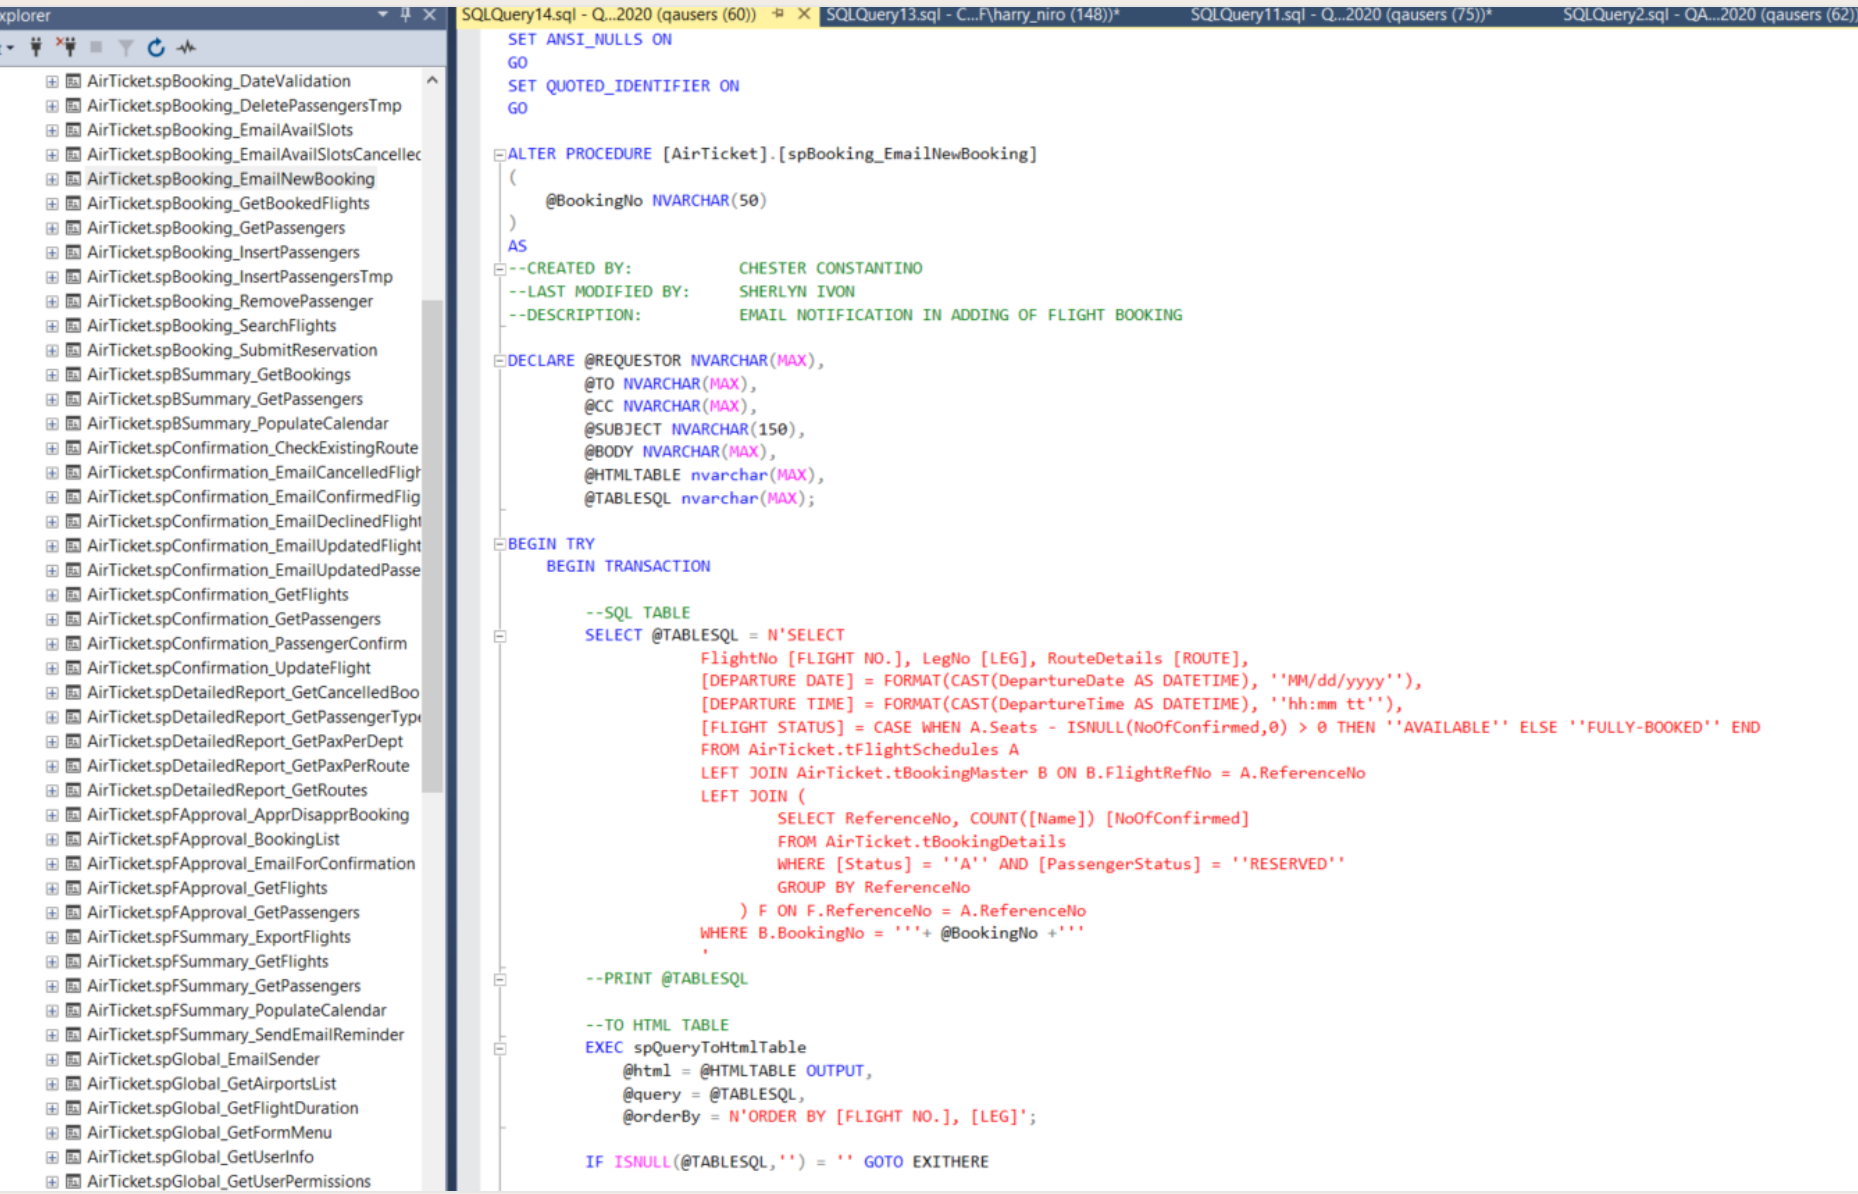 xplorer
AirTicket.spBooking_DateValidation
AirTicket.spBooking_DeletePassengersTmp
AirTicket.spBooking_EmailAvailSlots
AirTicket.spBooking_EmailAvailSlotsCancellec
AirTicket.spBooking_EmailNewBooking
AirTicket.spBooking_GetBookedFlights
AirTicket.spBooking_GetPassengers
AirTicket.spBooking_InsertPassengers
AirTicket.spBooking_InsertPassengersTmp
AirTicket.spBooking_RemovePassenger
AirTicket.spBooking_SearchFlights
AirTicket.spBooking_SubmitReservation
AirTicket.spBSummary_GetBookings
AirTicket.spBSummary_GetPassengers
AirTicket.spBSummary_PopulateCalendar
AirTicket.spConfirmation_CheckExistingRoute
AirTicket.spConfirmation_EmailCancelledFligh
AirTicket.spConfirmation_EmailConfirmedFlig
AirTicket.spConfirmation_EmailDeclinedFlight
AirTicket.spConfirmation_EmailUpdatedFlight
AirTicket.spConfirmation_EmailUpdatedPasse
AirTicket.spConfirmation_GetFlights
AirTicket.spConfirmation_GetPassengers
AirTicket.spConfirmation_PassengerConfirm
AirTicket.spConfirmation_UpdateFlight
AirTicket.spDetailedReport_GetCancelledBoo
AirTicket.spDetailedReport_GetPassengerType
AirTicket.spDetailedReport_GetPaxPerDept
AirTicket.spDetailedReport_GetPaxPerRoute
AirTicket.spDetailedReport_GetRoutes
AirTicket.spFApproval_ApprDisapprBooking
AirTicket.spFApproval_BookingList
AirTicket.spFApproval_EmailForConfirmation
AirTicket.spFApproval_GetFlights
AirTicket.spFApproval_GetPassengers
AirTicket.spFSummary_ExportFlights
AirTicket.spFSummary_GetFlights
AirTicket.spFSummary_GetPassengers
AirTicket.spFSummary_PopulateCalendar
AirTicket.spFSummary_SendEmailReminder
AirTicket.spGlobal_EmailSender
AirTicket.spGlobal_GetAirportsList
AirTicket.spGlobal_GetFlightDuration
AirTicket.spGlobal_GetFormMenu
AirTicket.spGlobal_GetUserInfo
AirTicket.spGlobal_GetUserPermissions
SQLQuery14.sql - Q...2020 (qausers (60)) SQLQuery13.sql - C...F\harry_niro (148))* SQLQuery11.sql - Q...2020 (qausers (75))* SQLQuery2.sql - QA...2020 (qausers (62))
SET ANSI_NULLS ON
GO
SET QUOTED_IDENTIFIER ON
GO
ALTER PROCEDURE [AirTicket].[spBooking_EmailNewBooking]
(
@BookingNo NVARCHAR(50)
)
AS
--CREATED BY: CHESTER CONSTANTINO
--LAST MODIFIED BY: SHERLYN IVON
--DESCRIPTION: EMAIL NOTIFICATION IN ADDING OF FLIGHT BOOKING
DECLARE @REQUESTOR NVARCHAR(MAX),
@TO NVARCHAR(MAX),
@CC NVARCHAR(MAX),
@SUBJECT NVARCHAR(150),
@BODY NVARCHAR(MAX),
@HTMLTABLE nvarchar(MAX),
@TABLESQL nvarchar(MAX);
BEGIN TRY
BEGIN TRANSACTION
--SQL TABLE
SELECT @TABLESQL = N'SELECT
FlightNo [FLIGHT NO.], LegNo [LEG], RouteDetails [ROUTE],
[DEPARTURE DATE] = FORMAT(CAST(DepartureDate AS DATETIME), ''MM/dd/yyyy''),
[DEPARTURE TIME] = FORMAT(CAST(DepartureTime AS DATETIME), ''hh:mm tt''),
[FLIGHT STATUS] = CASE WHEN A.Seats - ISNULL(NoOfConfirmed,0) > 0 THEN ''AVAILABLE'' ELSE ''FULLY-BOOKED'' END
FROM AirTicket.tFlightSchedules A
LEFT JOIN AirTicket.tBookingMaster B ON B.FlightRefNo = A.ReferenceNo
LEFT JOIN (
SELECT ReferenceNo, COUNT([Name]) [NoOfConfirmed]
FROM AirTicket.tBookingDetails
WHERE [Status] = ''A'' AND [PassengerStatus] = ''RESERVED''
GROUP BY ReferenceNo
) F ON F.ReferenceNo = A.ReferenceNo
WHERE B.BookingNo = '''+ @BookingNo +'''
'
--PRINT @TABLESQL
--TO HTML TABLE
EXEC spQueryToHtmlTable
@html = @HTMLTABLE OUTPUT,
@query = @TABLESQL,
@orderBy = N'ORDER BY [FLIGHT NO.], [LEG]';
IF ISNULL(@TABLESQL,'') = '' GOTO EXITHERE